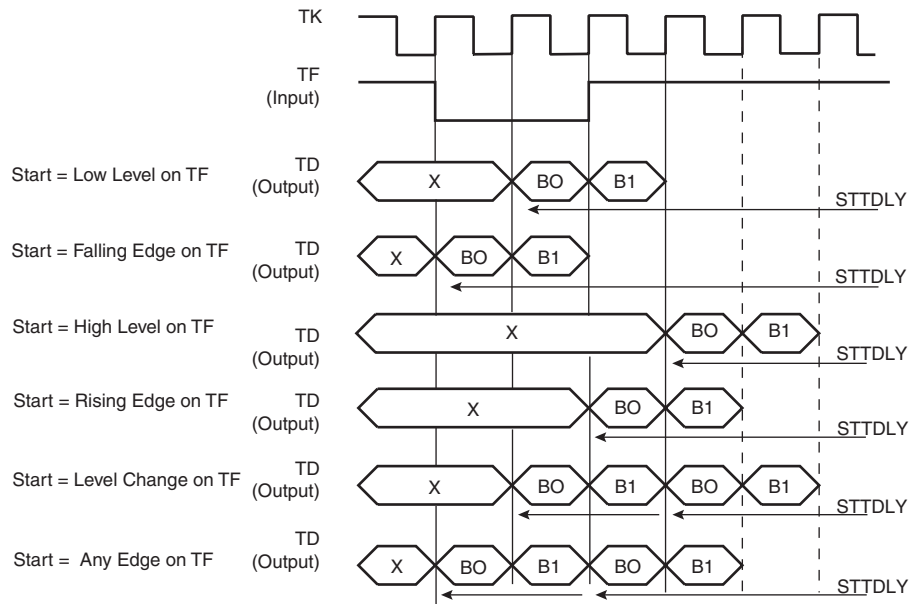 TK
TF
(Input)
Start = Low Level on TF
TD
(Output)
X
BO
B1
STTDLY
Start = Falling Edge on TF
TD
(Output)
X
BO
B1
STTDLY
Start = High Level on TF
TD
(Output)
X
BO
B1
STTDLY
Start = Rising Edge on TF
TD
(Output)
X
BO
B1
STTDLY
Start = Level Change on TF
TD
(Output)
X
BO
B1
BO
B1
STTDLY
Start = Any Edge on TF
TD
(Output)
X
BO
B1
BO
B1
STTDLY